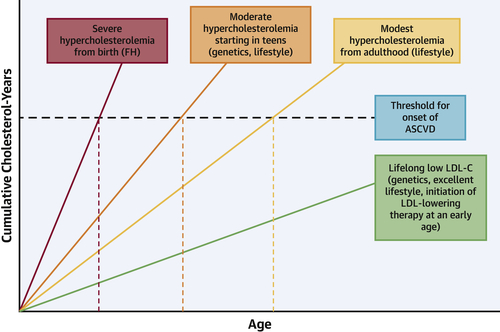 Severe
hypercholesterolemia
from birth (FH)
Moderate
hypercholesterolemia
starting in teens
(genetics, lifestyle)
Modest
hypercholesterolemia
from adulthood (lifestyle)
Threshold for
onset of
ASCVD
Lifelong low LDL-C
(genetics, excellent
lifestyle, initiation of
LDL-lowering
therapy at an early
age)
Cumulative Cholesterol-Years
Age